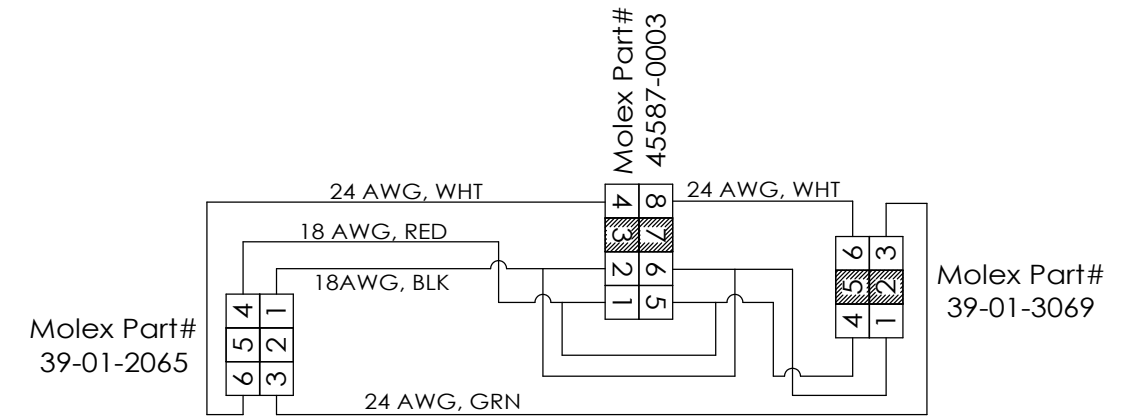 Molex Part#
45587-0003
24 AWG, WHT
4 8
24 AWG, WHT
18 AWG, RED
3 7
6 3
18AWG, BLK
2 6
5 2
Molex Part#
39-01-3069
1 5
4 1
4 1
Molex Part#
39-01-2065
5 2
6 3
24 AWG, GRN